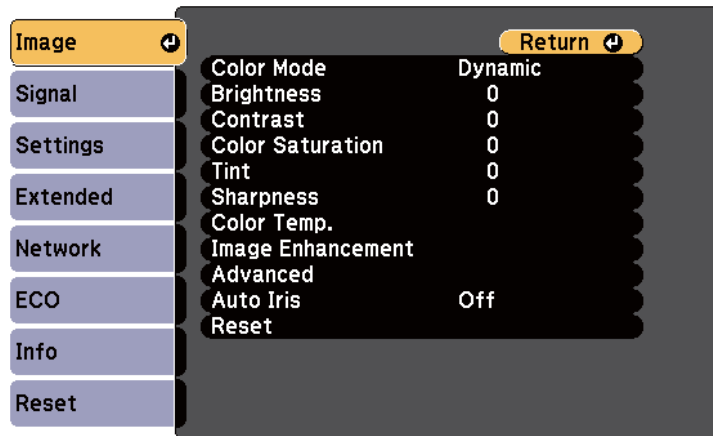 Image
Signal
Settings
Extended
Network
ECO
Info
Reset
Return
Color Mode Dynamic
Brightness 0
Contrast 0
Color Saturation 0
Tint 0
Sharpness 0
Color Temp.
Image Enhancement
Advanced
Auto Iris Off
Reset